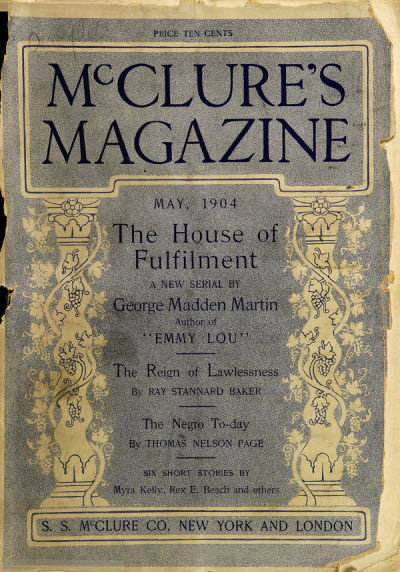 PRICE TEN CENTS
McCLURE'S
MAGAZINE
MAY, 1904
The House of
Fulfilment
A NEW SERIAL BY
George Madden Martin
Author of
"EMMY LOU"
The Reign of Lawlessness
By RAY STANNARD BAKER
The Negro To-day
By THOMAS NELSON PAGE
SIX SHORT STORIES BY
Myra Kelly, Rex E. Beach and others
S. S. McCLURE CO., NEW YORK AND LONDON